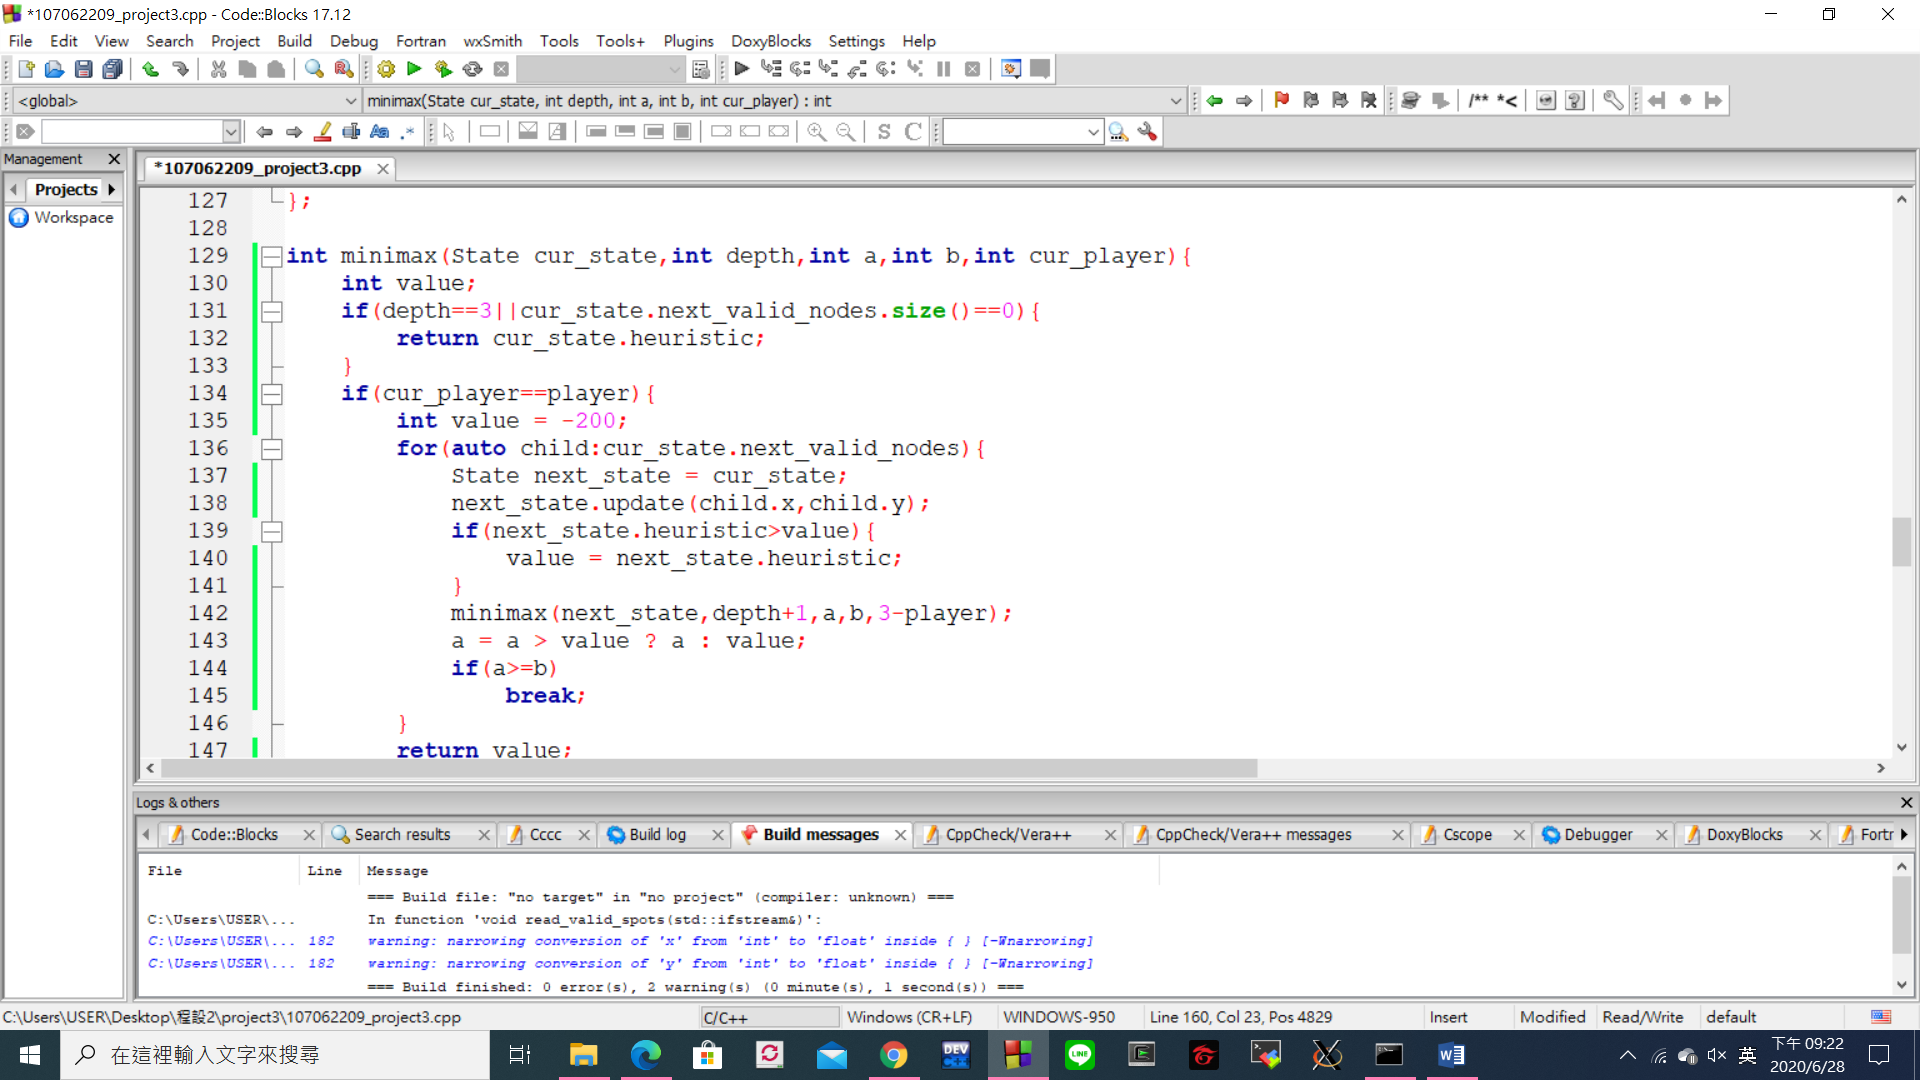 *107062209_project3.cpp - Code::Blocks 17.12
File Edit View Search Project Build Debug Fortran wxSmith Tools Tools+ Plugins DoxyBlocks Settings Help
<global> minimax(State cur_state, int depth, int a, int b, int cur_player) : int
/** *<
Aa .*
S C
Management
*107062209_project3.cpp
Projects
Workspace
127 };
128
129 int minimax(State cur_state,int depth,int a,int b,int cur_player){
130 int value;
131 if(depth==3||cur_state.next_valid_nodes.size()==0){
132 return cur_state.heuristic;
133 }
134 if(cur_player==player){
135 int value = -200;
136 for(auto child:cur_state.next_valid_nodes){
137 State next_state = cur_state;
138 next_state.update(child.x,child.y);
139 if(next_state.heuristic>value){
140 value = next_state.heuristic;
141 }
142 minimax(next_state,depth+1,a,b,3-player);
143 a = a > value ? a : value;
144 if(a>=b)
145 break;
146 }
147 return value;
Logs & others
Code::Blocks Search results Cccc Build log Build messages CppCheck/Vera++ CppCheck/Vera++ messages Cscope Debugger DoxyBlocks Fortr
File Line Message
=== Build file: "no target" in "no project" (compiler: unknown) ===
C:\Users\USER\... In function 'void read_valid_spots(std::ifstream&)':
C:\Users\USER\... 182 warning: narrowing conversion of 'x' from 'int' to 'float' inside { } [-Wnarrowing]
C:\Users\USER\... 182 warning: narrowing conversion of 'y' from 'int' to 'float' inside { } [-Wnarrowing]
=== Build finished: 0 error(s), 2 warning(s) (0 minute(s), 1 second(s)) ===
C:\Users\USER\Desktop\程設2\project3\107062209_project3.cpp C/C++ Windows (CR+LF) WINDOWS-950 Line 160, Col 23, Pos 4829 Insert Modified Read/Write default
在這裡輸入文字來搜尋
DEV
LINE
英
下午 09:22
2020/6/28